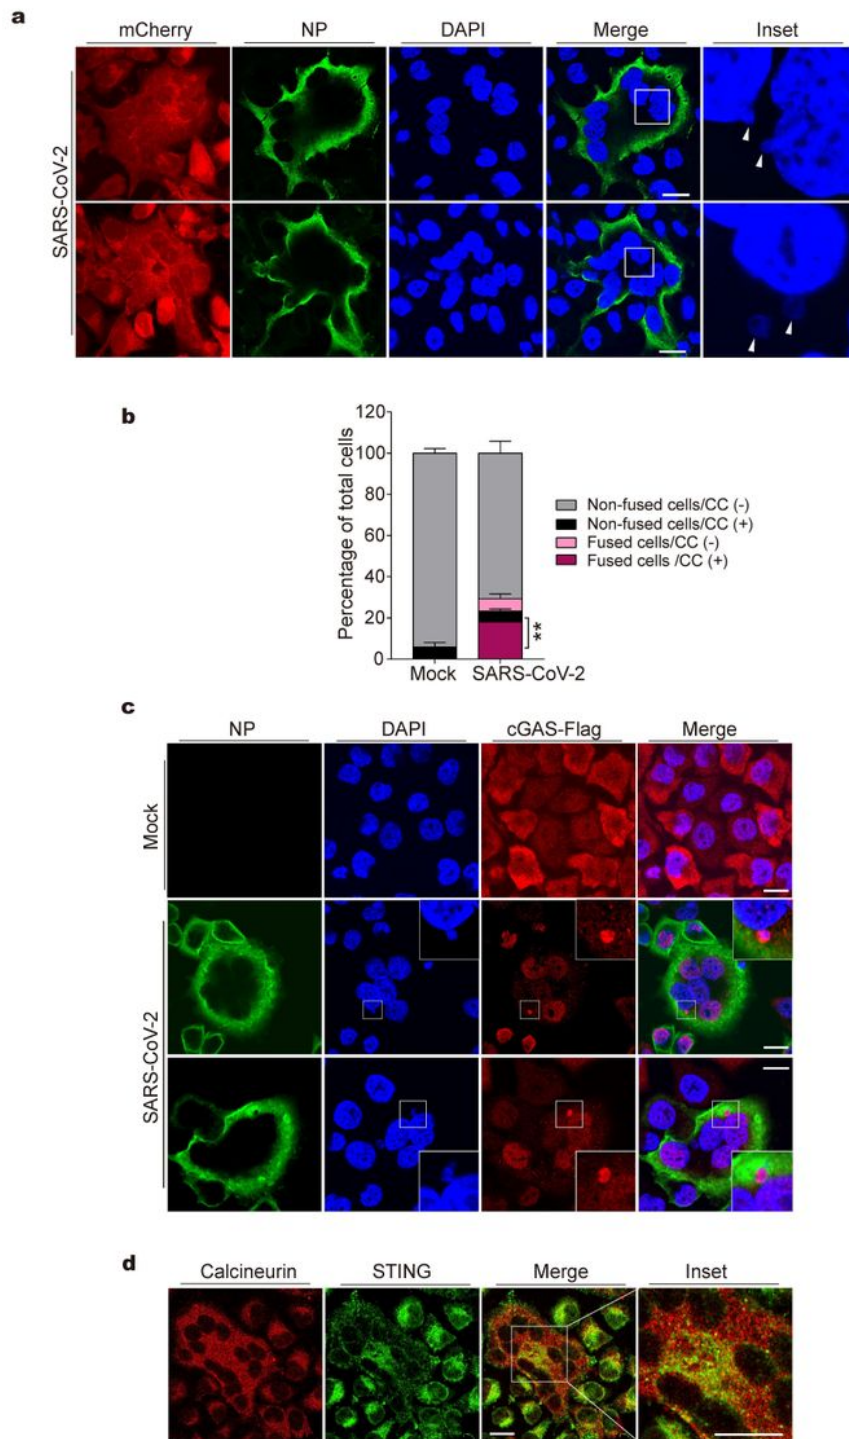 a
mCherry NP DAPI Merge Inset
SARS-CoV-2
b
Percentage of total cells
120
100
80
60
40
20
0
**
Mock SARS-CoV-2
Non-fused cells/CC (-)
Non-fused cells/CC (+)
Fused cells/CC (-)
Fused cells /CC (+)
c
NP DAPI cGAS-Flag Merge
Mock
SARS-CoV-2
d
Calcineurin STING Merge Inset